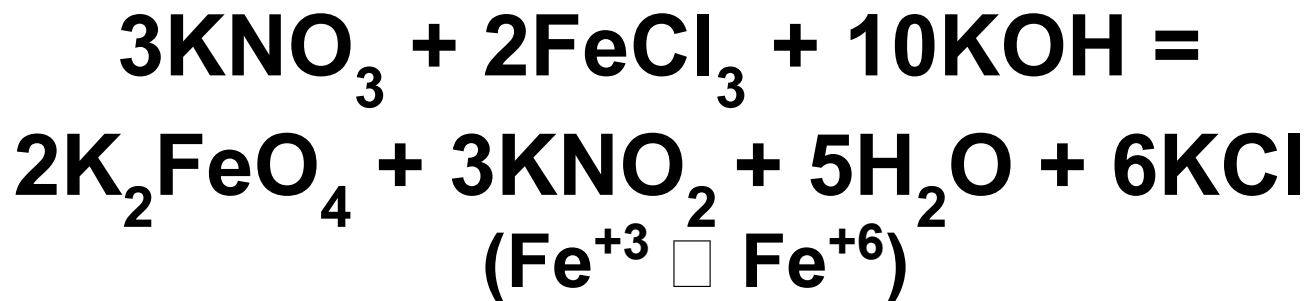 3KNO₃ + 2FeCl₃ + 10KOH =
2K₂FeO₄ + 3KNO₂ + 5H₂O + 6KCl
(Fe⁺³ □ Fe⁺⁶)